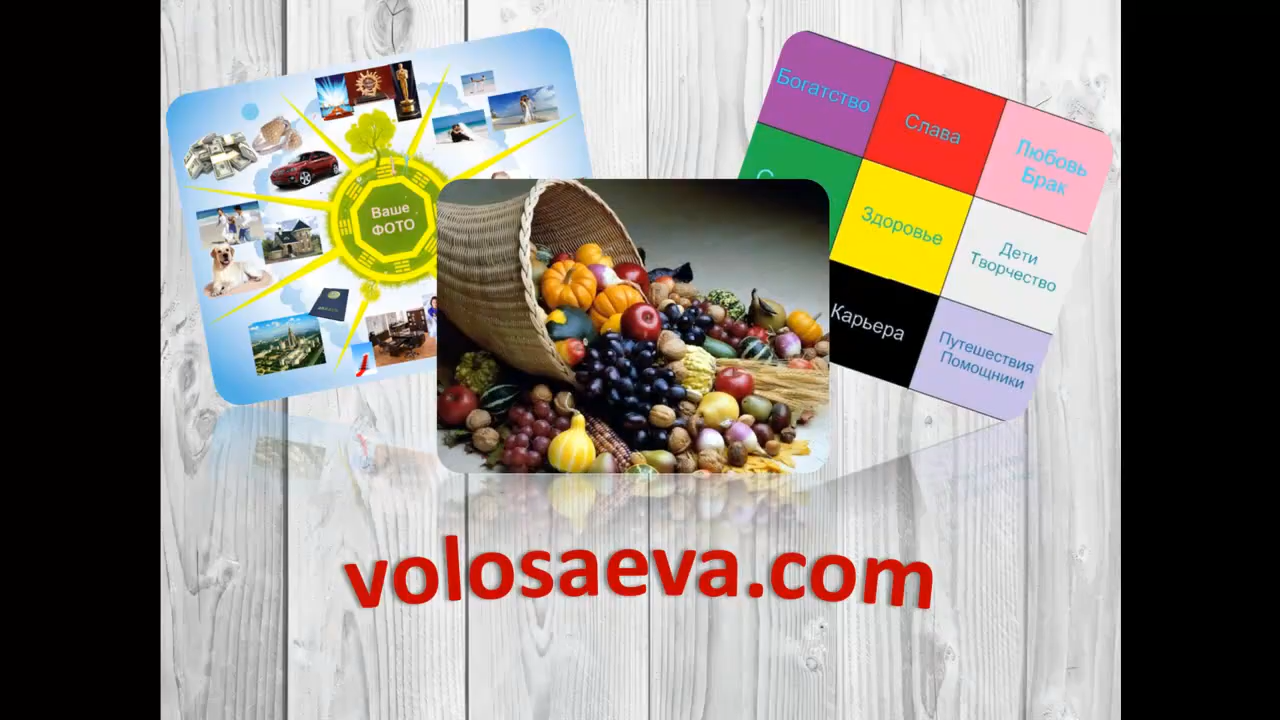 Ваше
ФОТО
Богатство
Слава
Любовь
Брак
Здоровье
Дети
Творчество
Карьера
Путешествия
Помощники
volosaeva.com